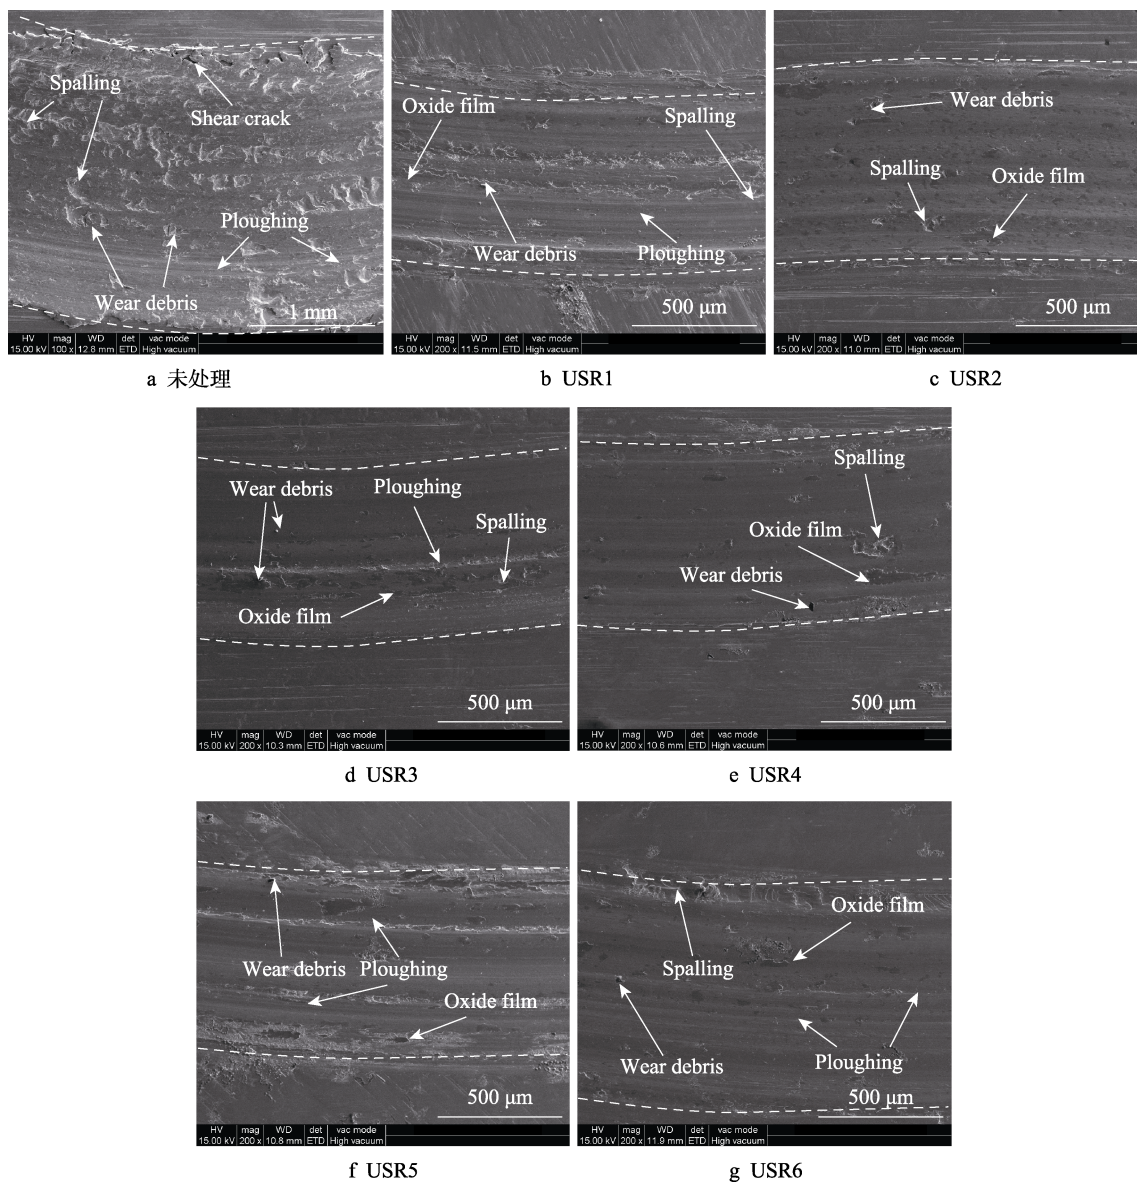 Spalling
Shear crack
Ploughing
Wear debris
1 mm
HV mag WD det vac mode
15.00 kV 100 x 12.8 mm ETD High vacuum
a 未处理
Oxide film
Spalling
Wear debris
Ploughing
500 μm
HV mag WD det vac mode
15.00 kV 200 x 11.5 mm ETD High vacuum
b USR1
Wear debris
Spalling
Oxide film
500 μm
HV mag WD det vac mode
15.00 kV 200 x 11.0 mm ETD High vacuum
c USR2
Wear debris
Ploughing
Spalling
Oxide film
500 μm
HV mag WD det vac mode
15.00 kV 200 x 10.3 mm ETD High vacuum
d USR3
Spalling
Oxide film
Wear debris
500 μm
HV mag WD det vac mode
15.00 kV 200 x 10.6 mm ETD High vacuum
e USR4
Wear debris
Ploughing
Oxide film
500 μm
HV mag WD det vac mode
15.00 kV 200 x 10.8 mm ETD High vacuum
f USR5
Oxide film
Spalling
Wear debris
Ploughing
500 μm
HV mag WD det vac mode
15.00 kV 200 x 11.9 mm ETD High vacuum
g USR6